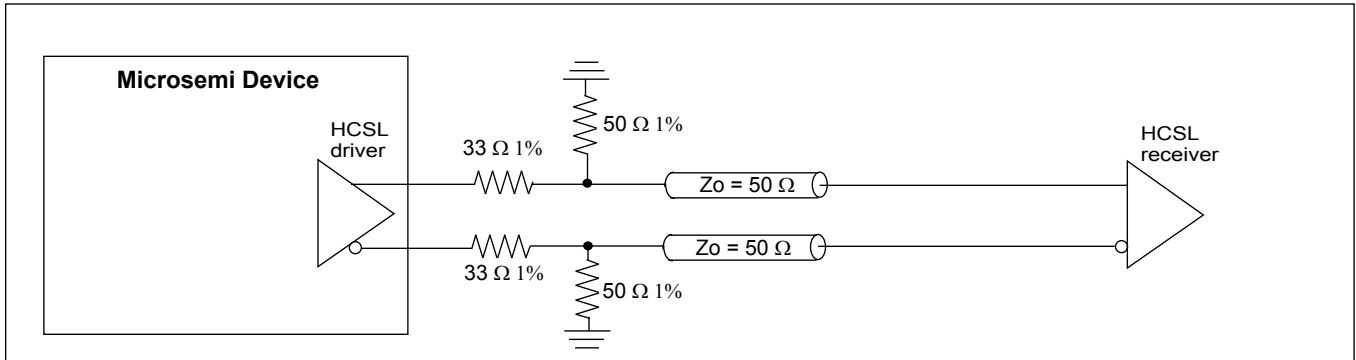 Microsemi Device
HCSL
driver
33 Ω 1%
50 Ω 1%
Zo = 50 Ω
HCSL
receiver
33 Ω 1%
50 Ω 1%
Zo = 50 Ω